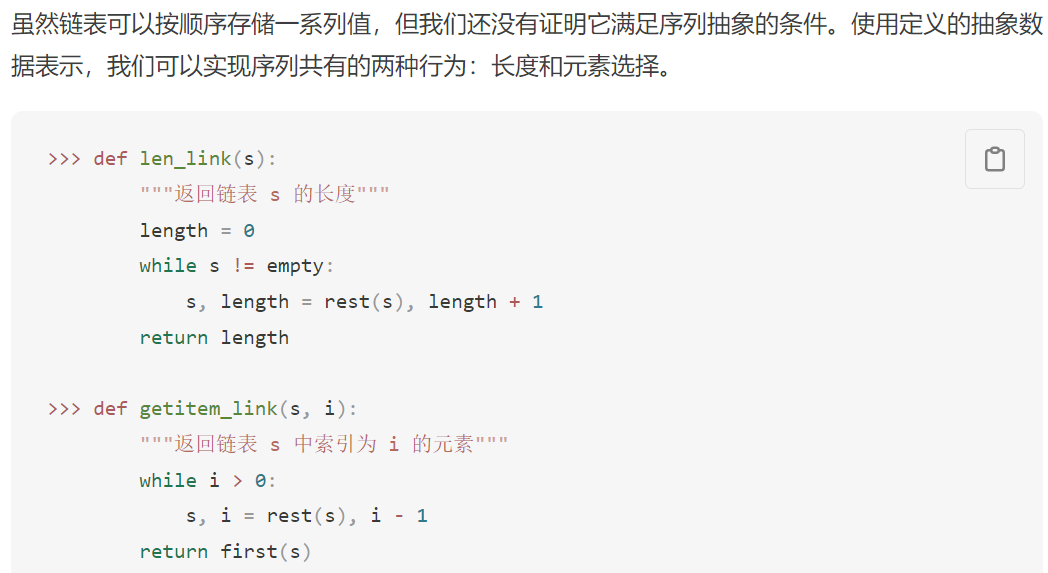 虽然链表可以按顺序存储一系列值，但我们还没有证明它满足序列抽象的条件。使用定义的抽象数
据表示，我们可以实现序列共有的两种行为：长度和元素选择。
>>> def len_link(s):
        """返回链表 s 的长度"""
        length = 0
        while s != empty:
            s, length = rest(s), length + 1
        return length
>>> def getitem_link(s, i):
        """返回链表 s 中索引为 i 的元素"""
        while i > 0:
            s, i = rest(s), i - 1
        return first(s)